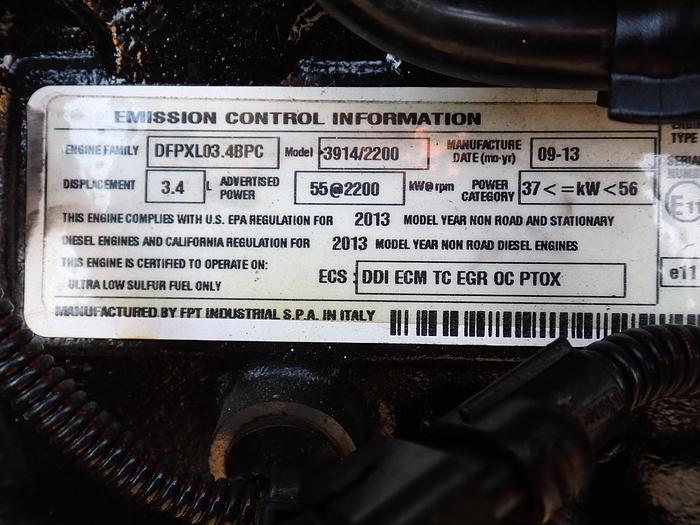 EMISSION CONTROL INFORMATION
ENGINE FAMILY DFPXL03.4BPC Model 3914/2200 MANUFACTURE DATE (mo-yr) 09-13
DISPLACEMENT 3.4 L ADVERTISED POWER 55@2200 kW@rpm POWER CATEGORY 37<=kW<56
THIS ENGINE COMPLIES WITH U.S. EPA REGULATION FOR 2013 MODEL YEAR NON ROAD AND STATIONARY
DIESEL ENGINES AND CALIFORNIA REGULATION FOR 2013 MODEL YEAR NON ROAD DIESEL ENGINES
THIS ENGINE IS CERTIFIED TO OPERATE ON:
ULTRA LOW SULFUR FUEL ONLY ECS: DDI ECM TC EGR OC PTOX
MANUFACTURED BY FPT INDUSTRIAL S.P.A. IN ITALY
TYPE
E11
e11